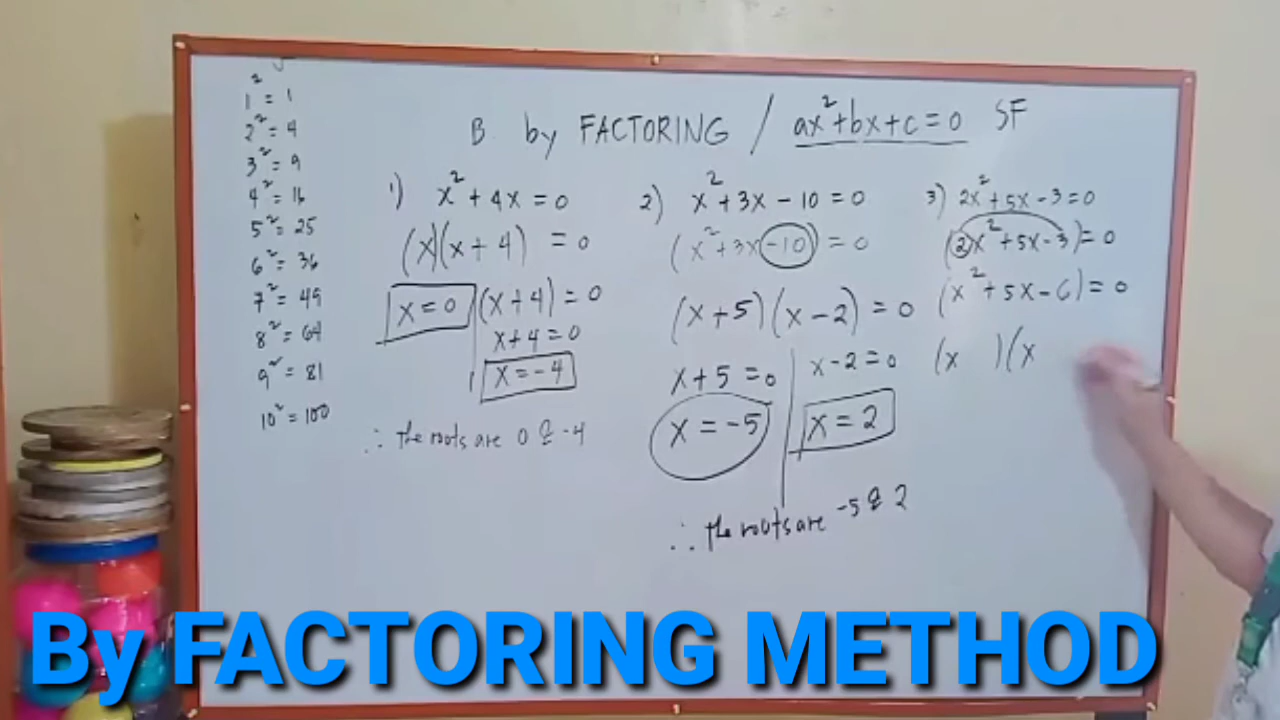 1² = 1
2² = 4
3² = 9
4² = 16
5² = 25
6² = 36
7² = 49
8² = 64
9² = 81
10² = 100
B. by FACTORING / ax²+bx+c=0 SF
1) x² + 4x = 0
(x)(x + 4) = 0
x = 0 (x+4) = 0
x+4=0
x = -4
∴ the roots are 0 & -4
2) x² + 3x - 10 = 0
(x² + 3x -10) = 0
(x+5)(x-2) = 0
x+5 = 0 x-2=0
x = -5 x = 2
∴ the roots are -5 & 2
3) 2x² + 5x - 3 = 0
(2x² + 5x - 3) = 0
(x² + 5x - 6) = 0
(x )(x
By FACTORING METHOD